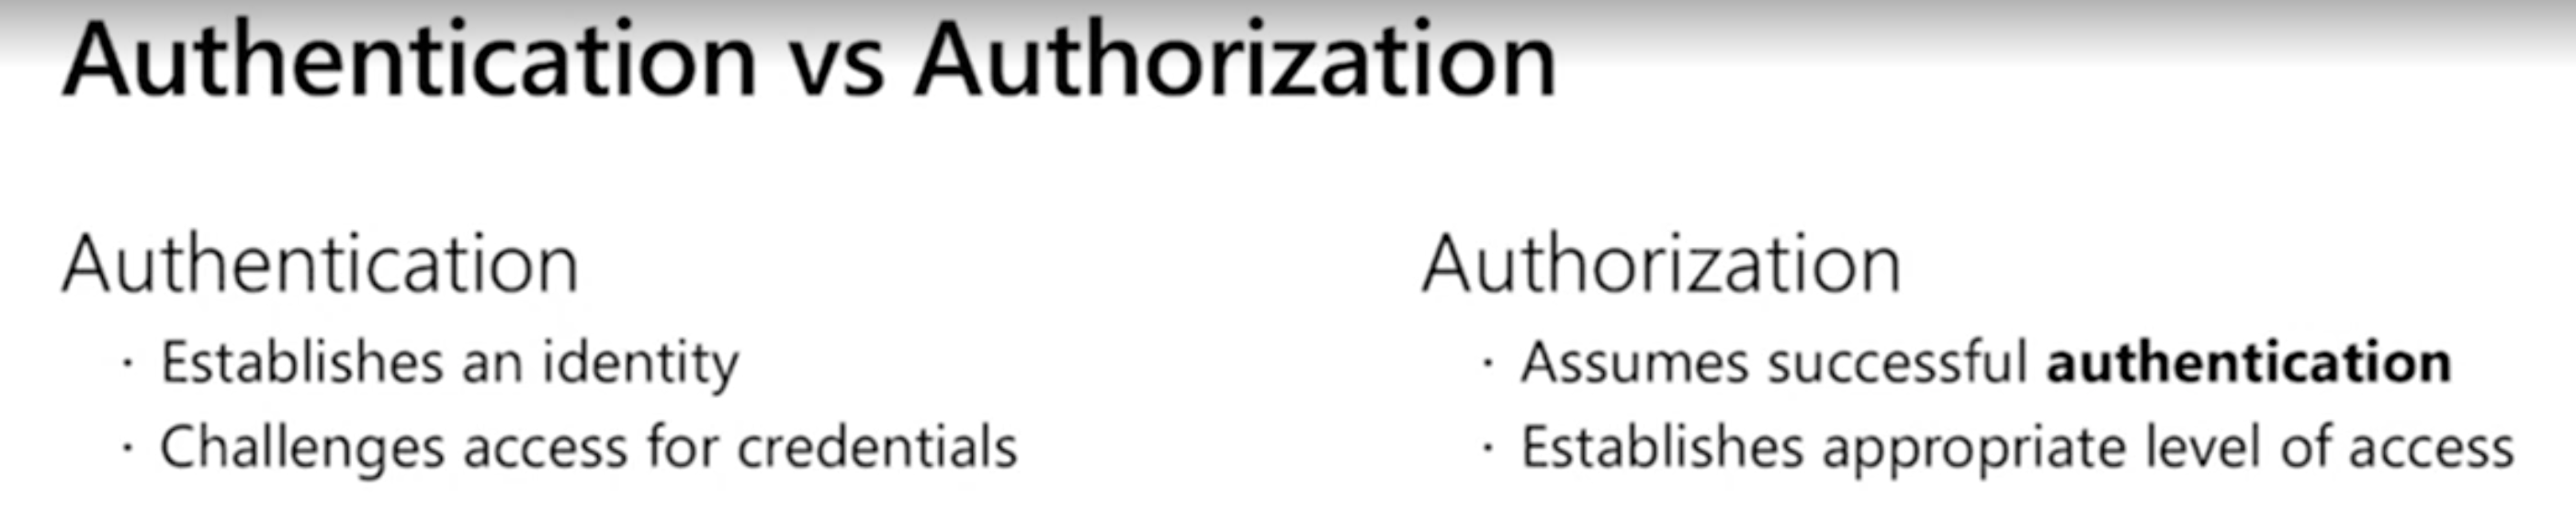 Authentication vs Authorization
Authentication
· Establishes an identity
· Challenges access for credentials
Authorization
· Assumes successful authentication
· Establishes appropriate level of access